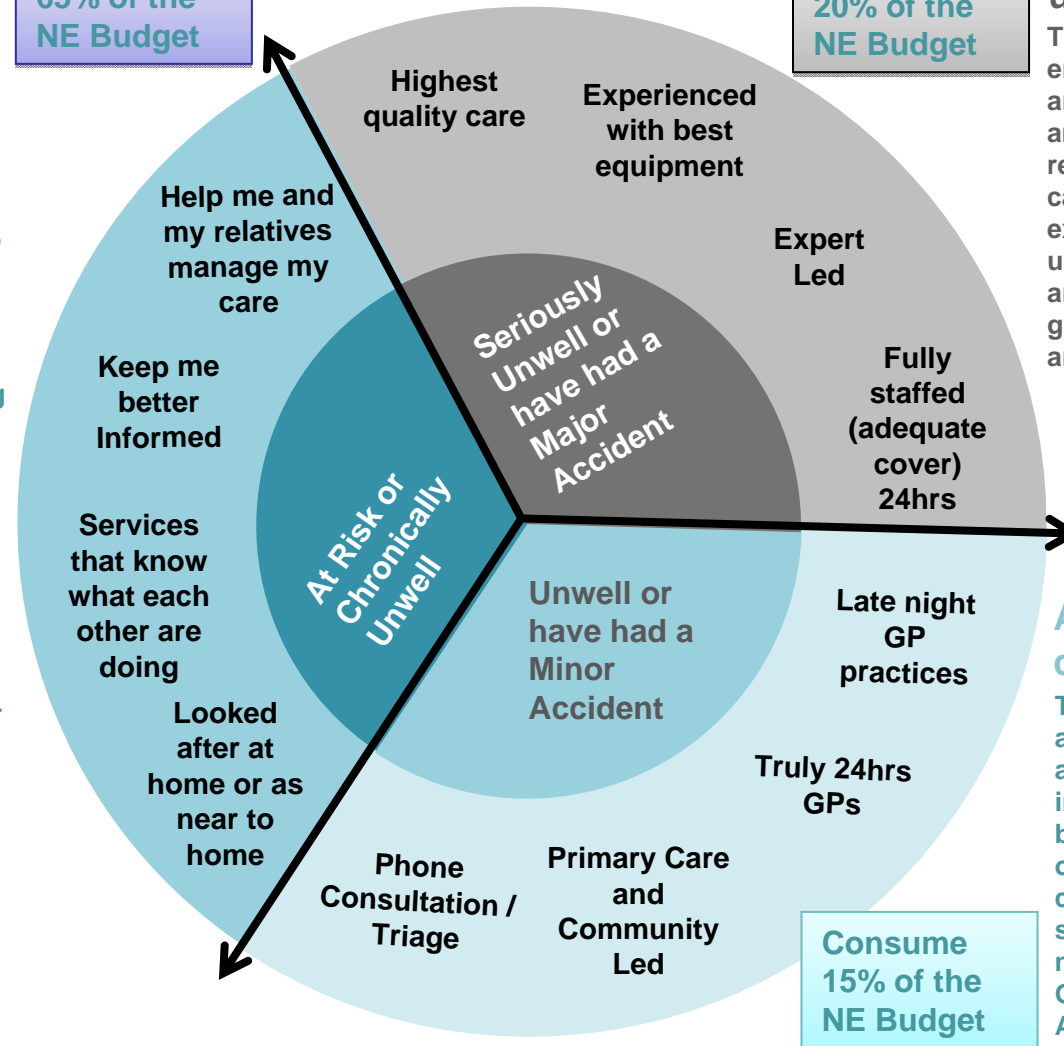 65% of the
NE Budget
20% of the
NE Budget
Highest
quality care
Experienced
with best
equipment
Expert
Led
Fully
staffed
(adequate
cover)
24hrs
Seriously
Unwell or
have had a
Major
Accident
Help me and
my relatives
manage my
care
Keep me
better
Informed
Services
that know
what each
other are
doing
Looked
after at
home or as
near to
home
At Risk or
Chronically
Unwell
Unwell or
have had a
Minor
Accident
Late night
GP
practices
Truly 24hrs
GPs
Primary Care
and
Community
Led
Phone
Consultation /
Triage
Consume
15% of the
NE Budget